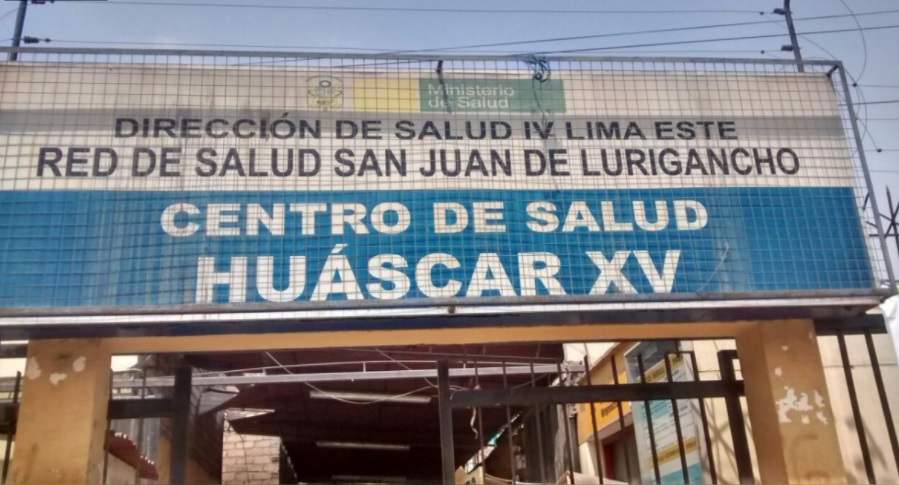 Ministerio
de Salud
DIRECCIÓN DE SALUD IV LIMA ESTE
RED DE SALUD SAN JUAN DE LURIGANCHO
CENTRO DE SALUD
HUÁSCAR XV